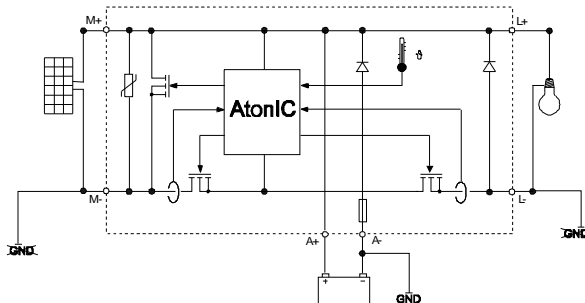 M+
L+
ϑ
AtonIC
M-
L-
GND
GND
A+
A-
+ −
GND